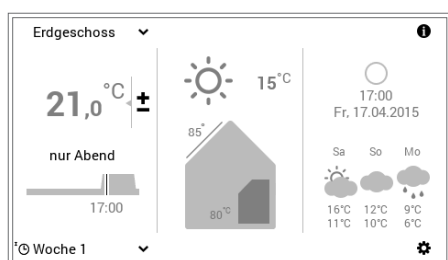 Erdgeschoss
21,0 °C ±
nur Abend
17:00
Woche 1
15°C
85°
80°C
17:00
Fr, 17.04.2015
Sa So Mo
16°C 12°C 9°C
11°C 10°C 6°C